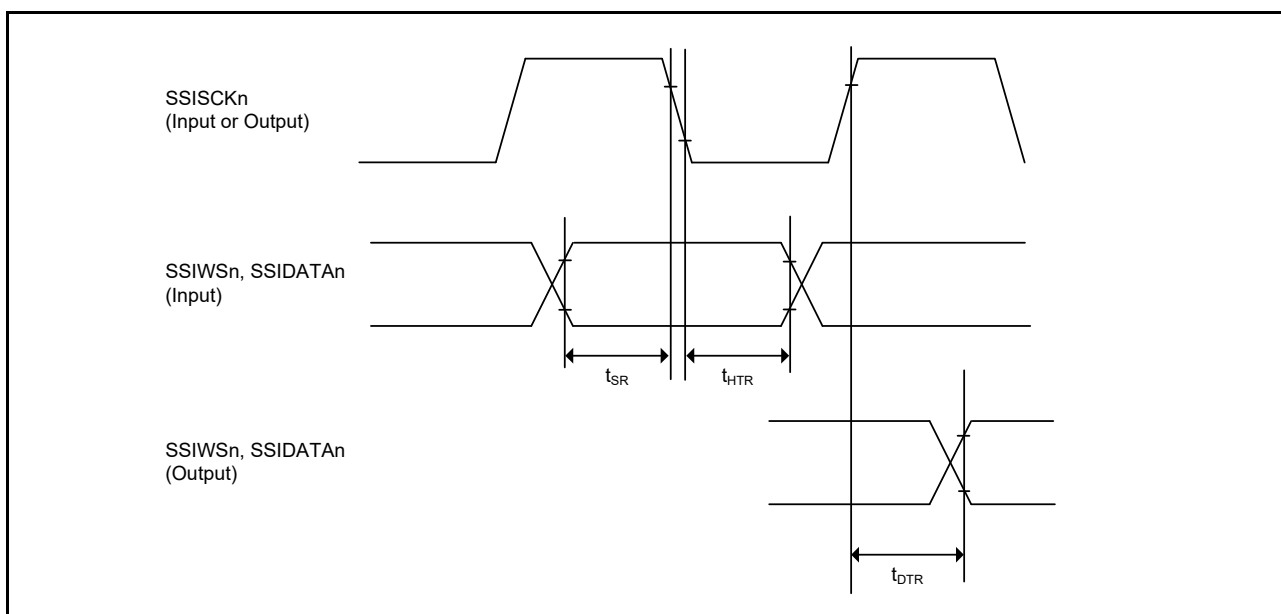 SSISCKn
(Input or Output)
SSIWSn, SSIDATAn
(Input)
tSR
tHTR
SSIWSn, SSIDATAn
(Output)
tDTR